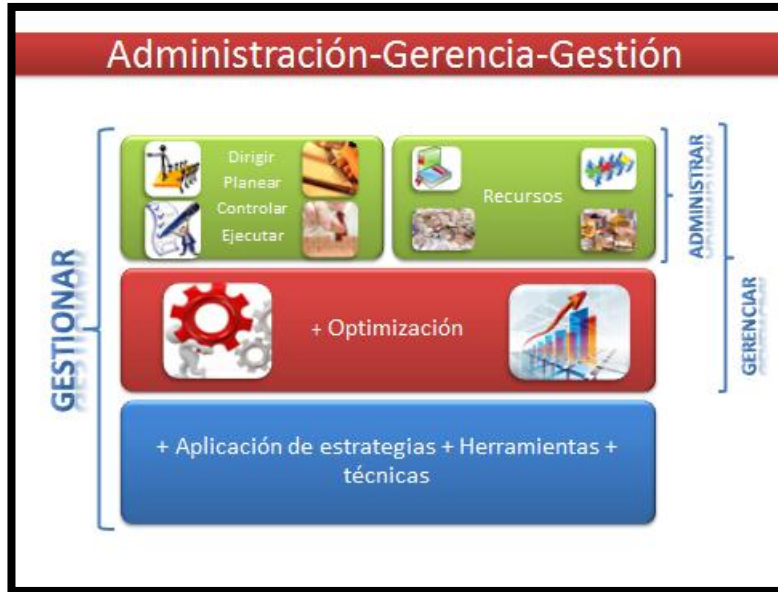 Administración-Gerencia-Gestión
Dirigir
Planear
Controlar
Ejecutar
Recursos
+ Optimización
+ Aplicación de estrategias + Herramientas +
técnicas
GESTIONAR
ADMINISTRAR
GERENCIAR